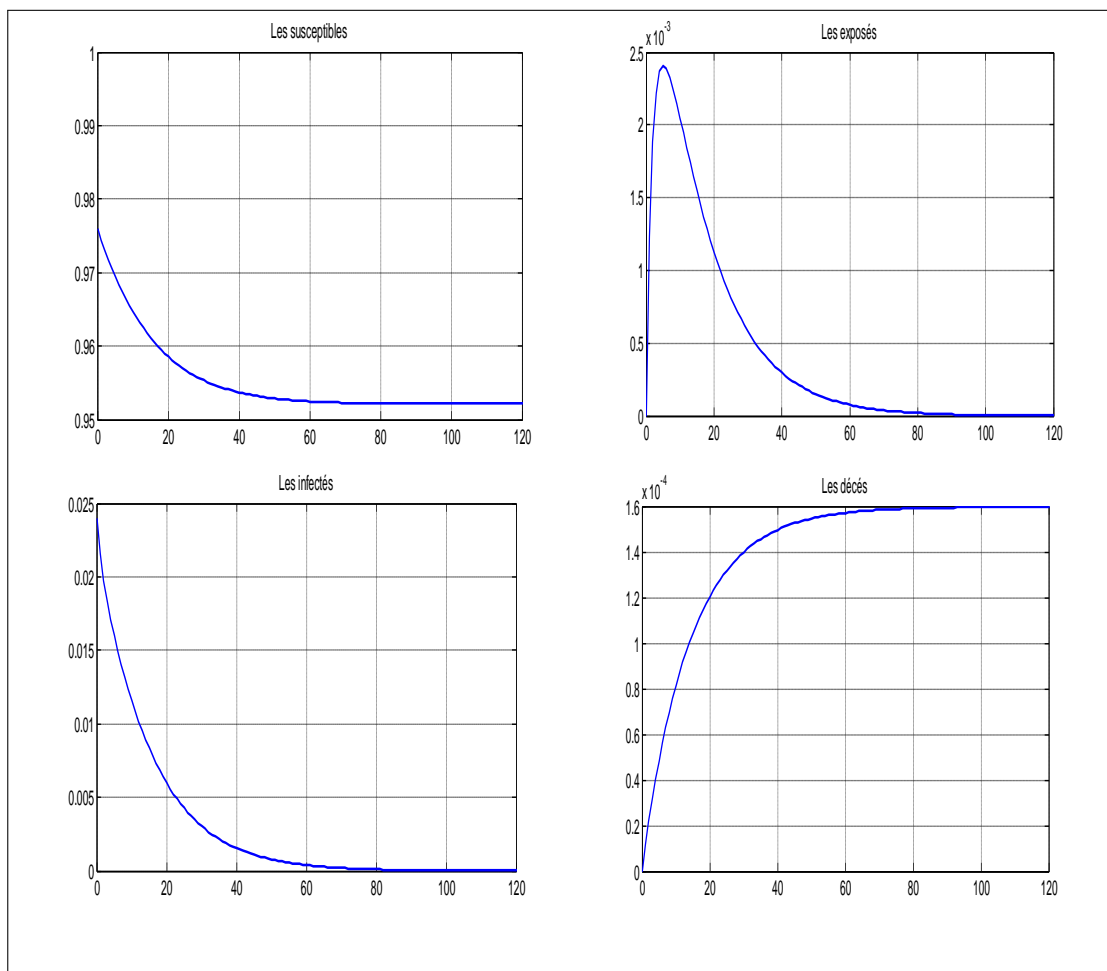 Les susceptibles
1
0.99
0.98
0.97
0.96
0.95
0 20 40 60 80 100 120
Les exposés
x 10^-3
2.5
2
1.5
1
0.5
0
0 20 40 60 80 100 120
Les infectés
0.025
0.02
0.015
0.01
0.005
0
0 20 40 60 80 100 120
Les décés
x 10^-4
1.6
1.4
1.2
1
0.8
0.6
0.4
0.2
0
0 20 40 60 80 100 120